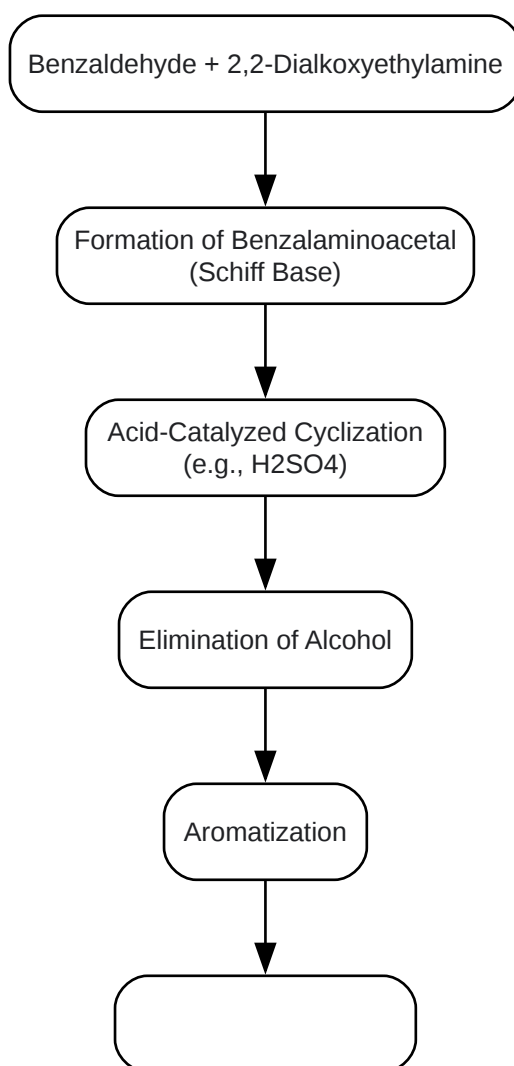 Benzaldehyde + 2,2-Dialkoxyethylamine
Formation of Benzalaminoacetal
(Schiff Base)
Acid-Catalyzed Cyclization
(e.g., H2SO4)
Elimination of Alcohol
Aromatization